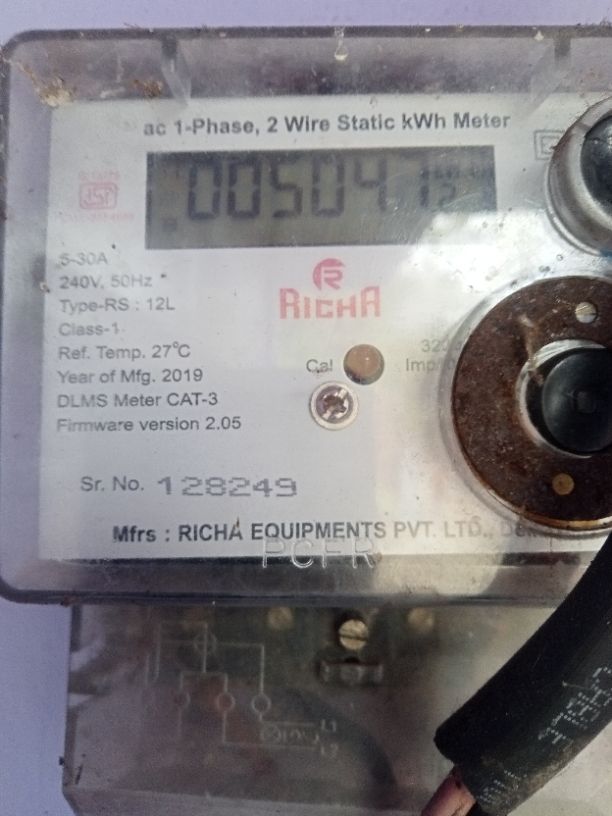 ac 1-Phase, 2 Wire Static kWh Meter
005047
5-30A
240V, 50Hz
Type-RS : 12L
Class-1
Ref. Temp. 27°C
Year of Mfg. 2019
DLMS Meter CAT-3
Firmware version 2.05
RICHA
Cal
320
Imp
Sr. No. 128249
Mfrs : RICHA EQUIPMENTS PVT. LTD.,
PCFR